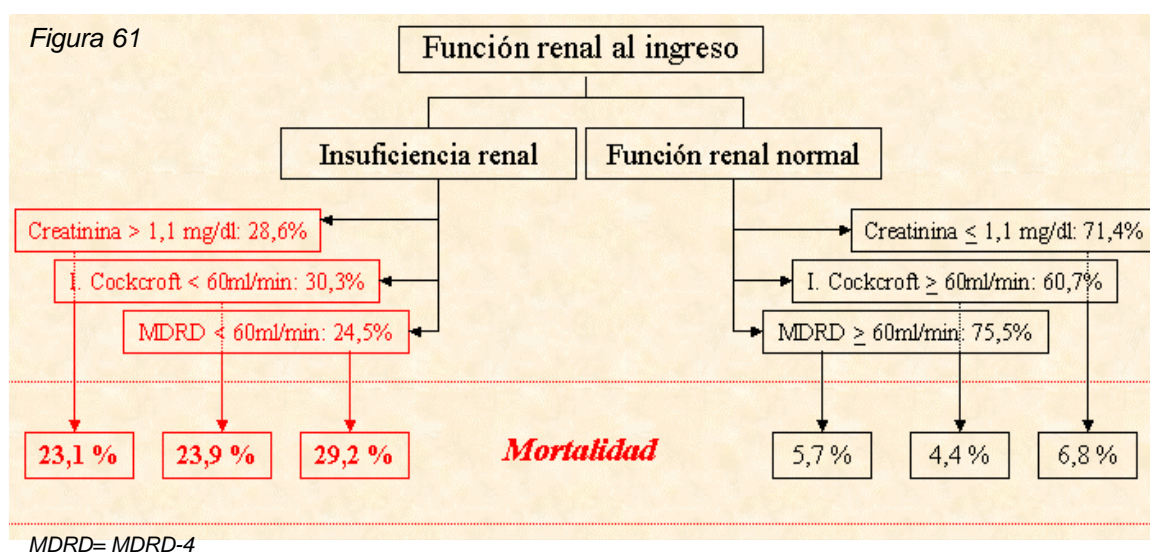 Figura 61
Función renal al ingreso
Insuficiencia renal
Función renal normal
Creatinina > 1,1 mg/dl: 28,6%
Creatinina ≤ 1,1 mg/dl: 71,4%
I. Cockcroft < 60ml/min: 30,3%
I. Cockcroft ≥ 60ml/min: 60,7%
MDRD < 60ml/min: 24,5%
MDRD ≥ 60ml/min: 75,5%
23,1 %
23,9 %
29,2 %
Mortalidad
5,7 %
4,4 %
6,8 %
MDRD= MDRD-4